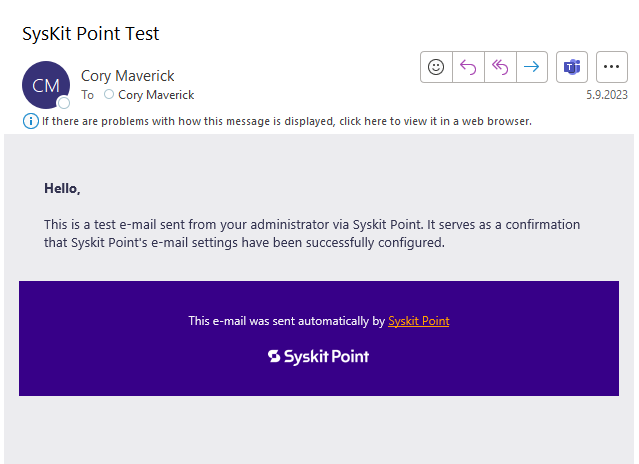 SysKit Point Test
CM
Cory Maverick
To Cory Maverick
5.9.2023
If there are problems with how this message is displayed, click here to view it in a web browser.
Hello,
This is a test e-mail sent from your administrator via Syskit Point. It serves as a confirmation
that Syskit Point's e-mail settings have been successfully configured.
This e-mail was sent automatically by Syskit Point
Syskit Point